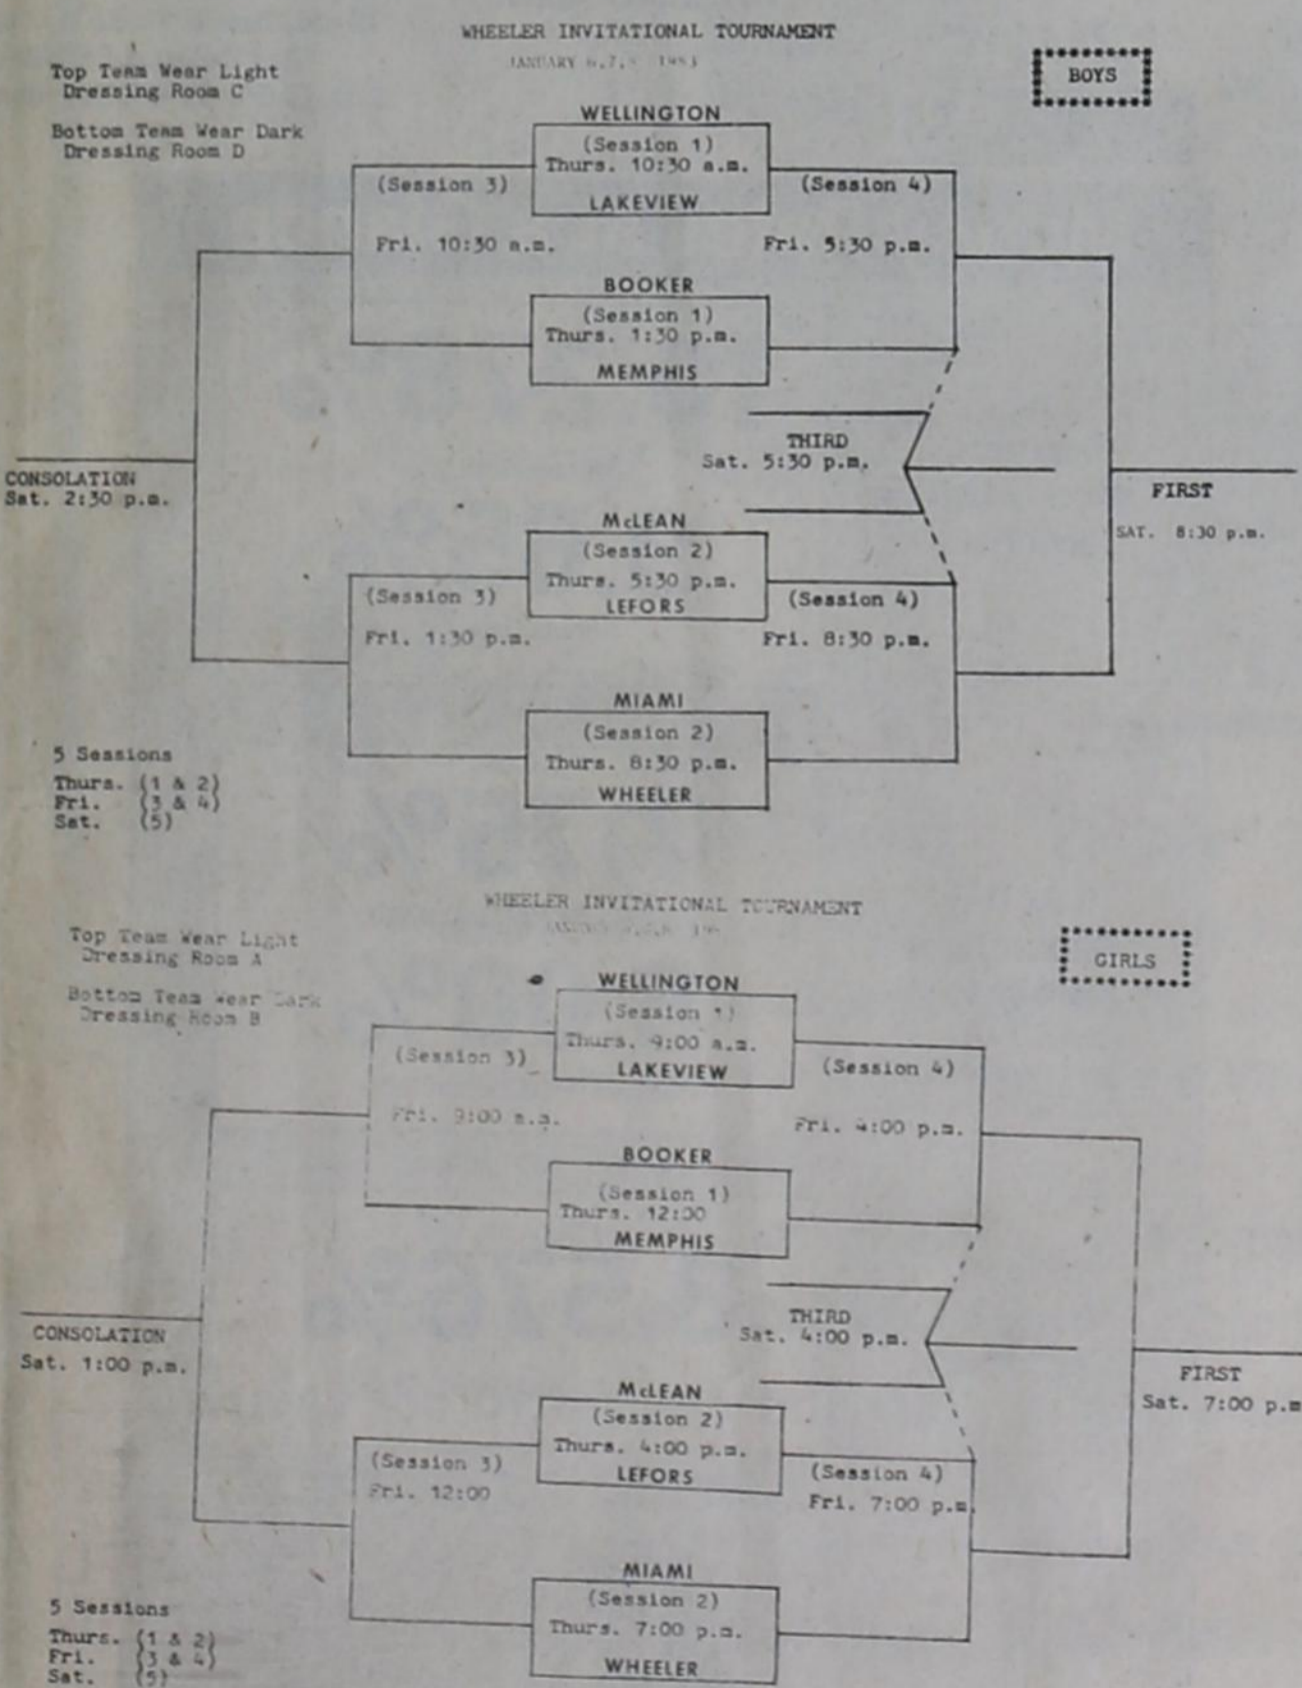 WHEELER INVITATIONAL TOURNAMENT
JANUARY 6,7,8 1983
BOYS
Top Team Wear Light
Dressing Room C
Bottom Team Wear Dark
Dressing Room D
WELLINGTON
(Session 1)
Thurs. 10:30 a.m.
LAKEVIEW
(Session 3)
Fri. 10:30 a.m.
(Session 4)
Fri. 5:30 p.m.
BOOKER
(Session 1)
Thurs. 1:30 p.m.
MEMPHIS
THIRD
Sat. 5:30 p.m.
CONSOLATION
Sat. 2:30 p.m.
FIRST
SAT. 8:30 p.m.
McLEAN
(Session 2)
Thurs. 5:30 p.m.
LEFORS
(Session 3)
Fri. 1:30 p.m.
(Session 4)
Fri. 8:30 p.m.
MIAMI
(Session 2)
Thurs. 8:30 p.m.
WHEELER
5 Sessions
Thurs. (1 & 2)
Fri. (3 & 4)
Sat. (5)
WHEELER INVITATIONAL TOURNAMENT
GIRLS
Top Team Wear Light
Dressing Room A
Bottom Team Wear Dark
Dressing Room B
WELLINGTON
(Session 1)
Thurs. 9:00 a.m.
LAKEVIEW
(Session 3)
Fri. 9:00 a.m.
(Session 4)
Fri. 4:00 p.m.
BOOKER
(Session 1)
Thurs. 12:00
MEMPHIS
THIRD
Sat. 4:00 p.m.
CONSOLATION
Sat. 1:00 p.m.
FIRST
Sat. 7:00 p.m
McLEAN
(Session 2)
Thurs. 4:00 p.m.
LEFORS
(Session 3)
Fri. 12:00
(Session 4)
Fri. 7:00 p.m.
MIAMI
(Session 2)
Thurs. 7:00 p.m.
WHEELER
5 Sessions
Thurs. (1 & 2)
Fri. (3 & 4)
Sat. (5)